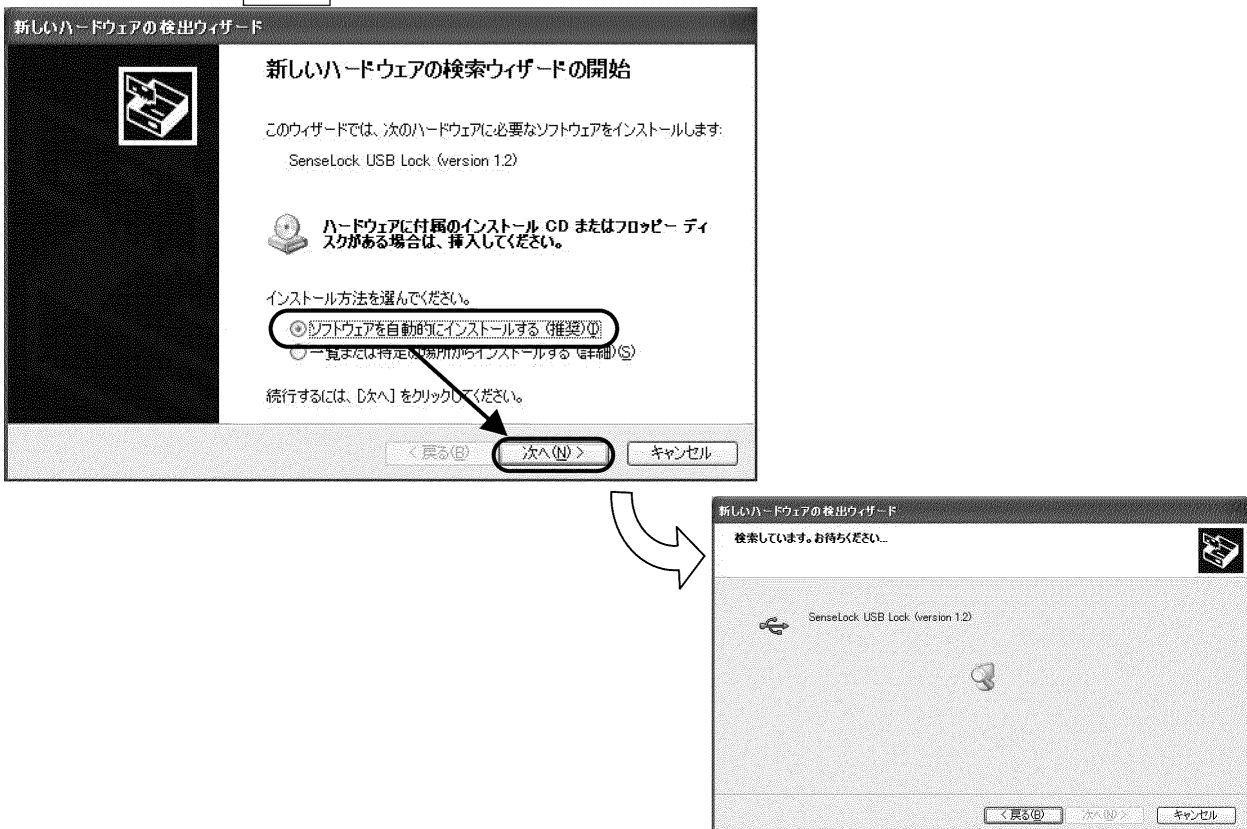 新しいハードウェアの検出ウィザード
新しいハードウェアの検索ウィザードの開始
このウィザードでは、次のハードウェアに必要なソフトウェアをインストールします:
SenseLock USB Lock (version 1.2)
ハードウェアに付属のインストール CD またはフロッピー ディ
スクがある場合は、挿入してください。
インストール方法を選んでください。
ソフトウェアを自動的にインストールする (推奨)(I)
一覧または特定の場所からインストールする (詳細)(S)
続行するには、[次へ] をクリックしてください。
< 戻る(B)
次へ(N) >
キャンセル
新しいハードウェアの検出ウィザード
検索しています。お待ちください...
SenseLock USB Lock (version 1.2)
< 戻る(B)
次へ(N) >
キャンセル